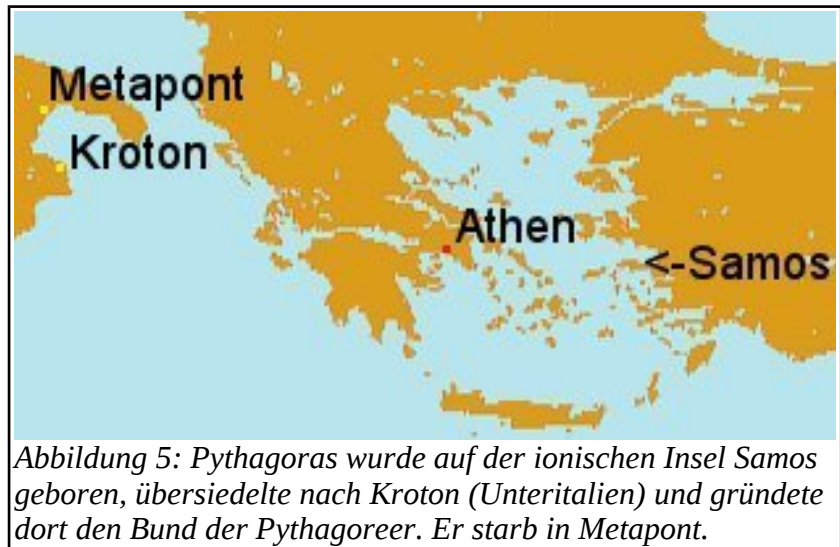 Metapont
Kroton
Athen
<-Samos
Abbildung 5: Pythagoras wurde auf der ionischen Insel Samos
geboren, übersiedelte nach Kroton (Unteritalien) und gründete
dort den Bund der Pythagoreer. Er starb in Metapont.